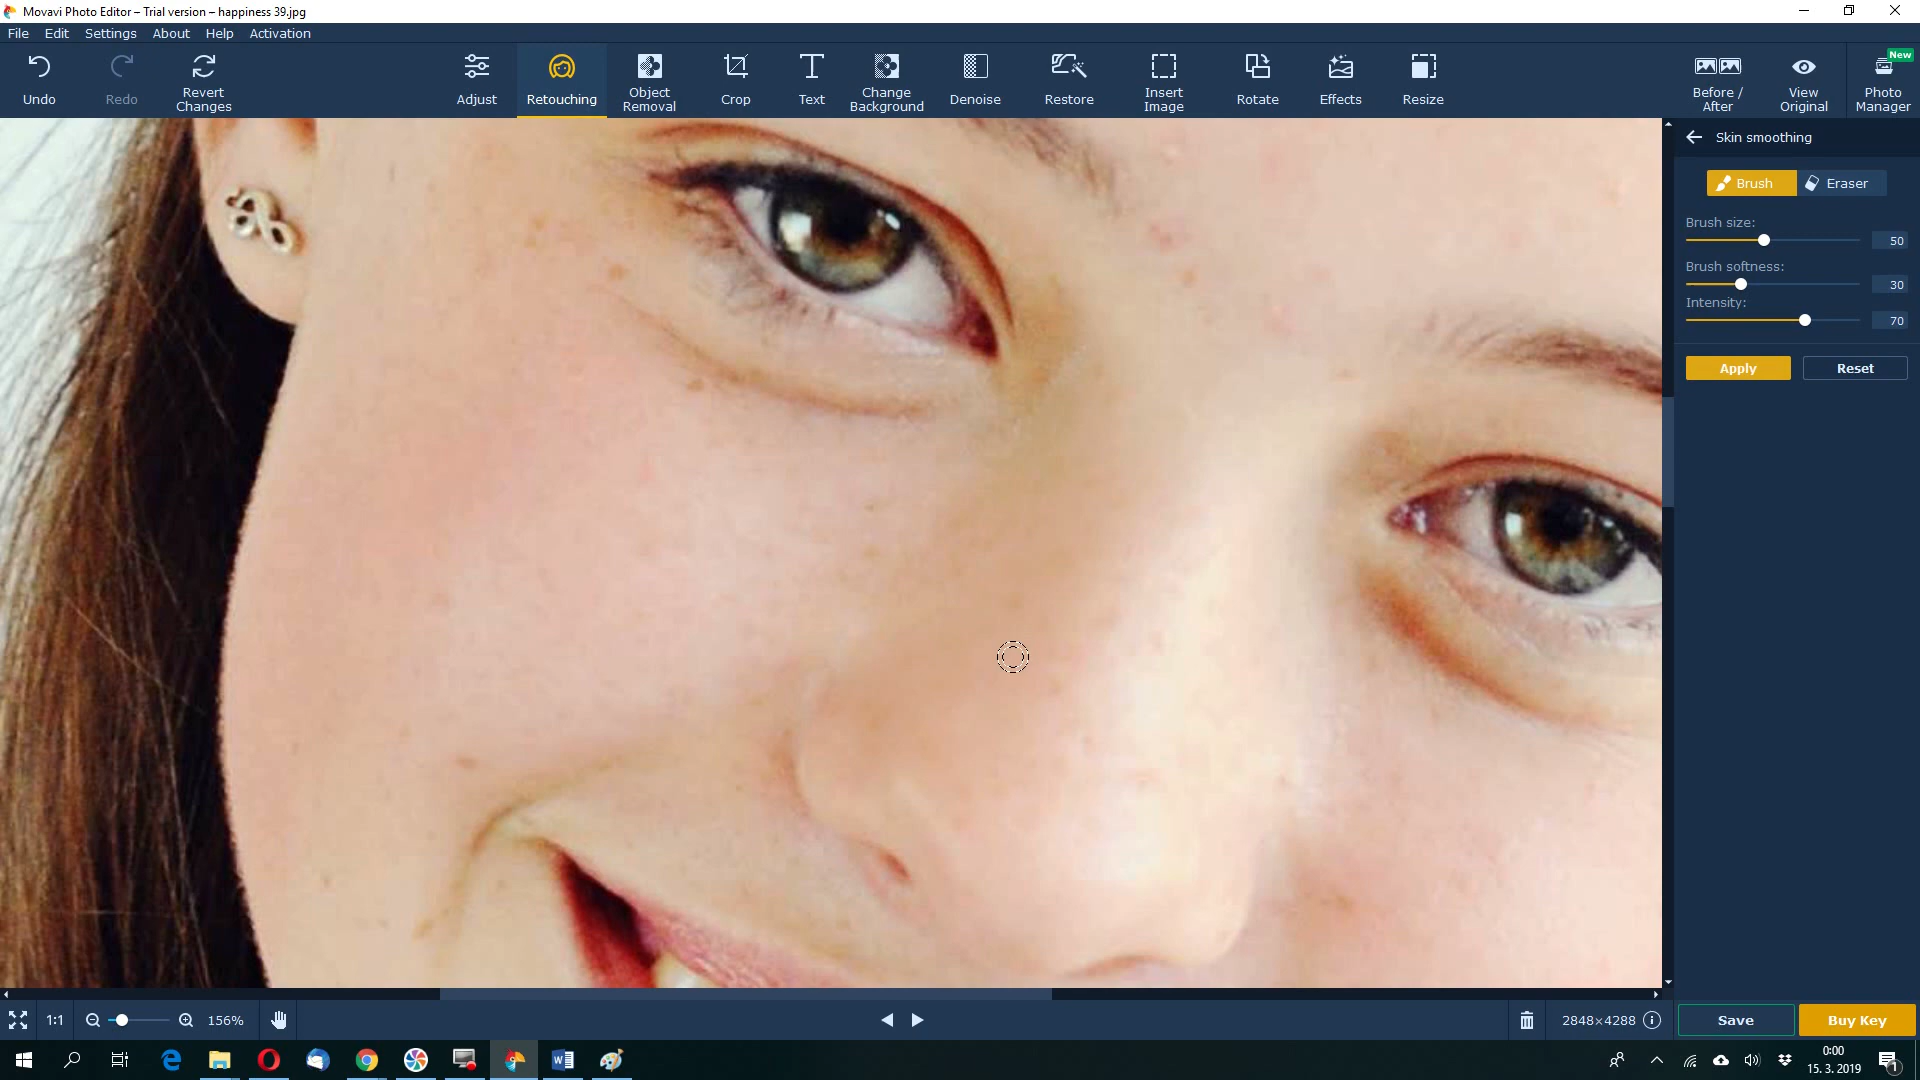 Movavi Photo Editor – Trial version – happiness 39.jpg
File Edit Settings About Help Activation
Undo
Redo
Revert
Changes
Adjust
Retouching
Object
Removal
Crop
Text
Change
Background
Denoise
Restore
Insert
Image
Rotate
Effects
Resize
Before /
After
View
Original
New
Photo
Manager
Skin smoothing
Brush
Eraser
Brush size:
50
Brush softness:
30
Intensity:
70
Apply
Reset
1:1
156%
2848×4288
Save
Buy Key
0:00
15. 3. 2019
1